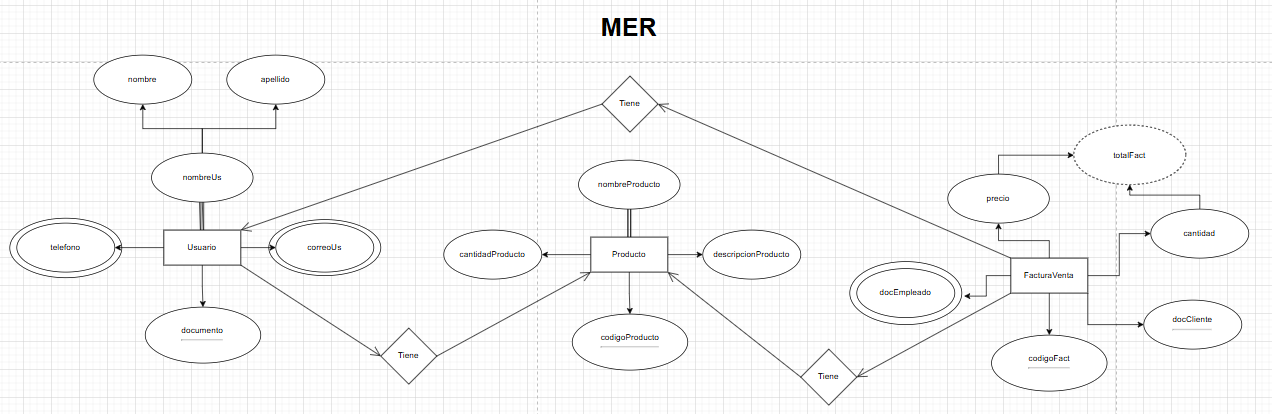 MER
nombre
apellido
Tiene
totalFact
nombreUs
nombreProducto
precio
telefono
Usuario
correoUs
cantidadProducto
Producto
descripcionProducto
cantidad
FacturaVenta
docEmpleado
documento
codigoProducto
docCliente
Tiene
codigoFact
Tiene